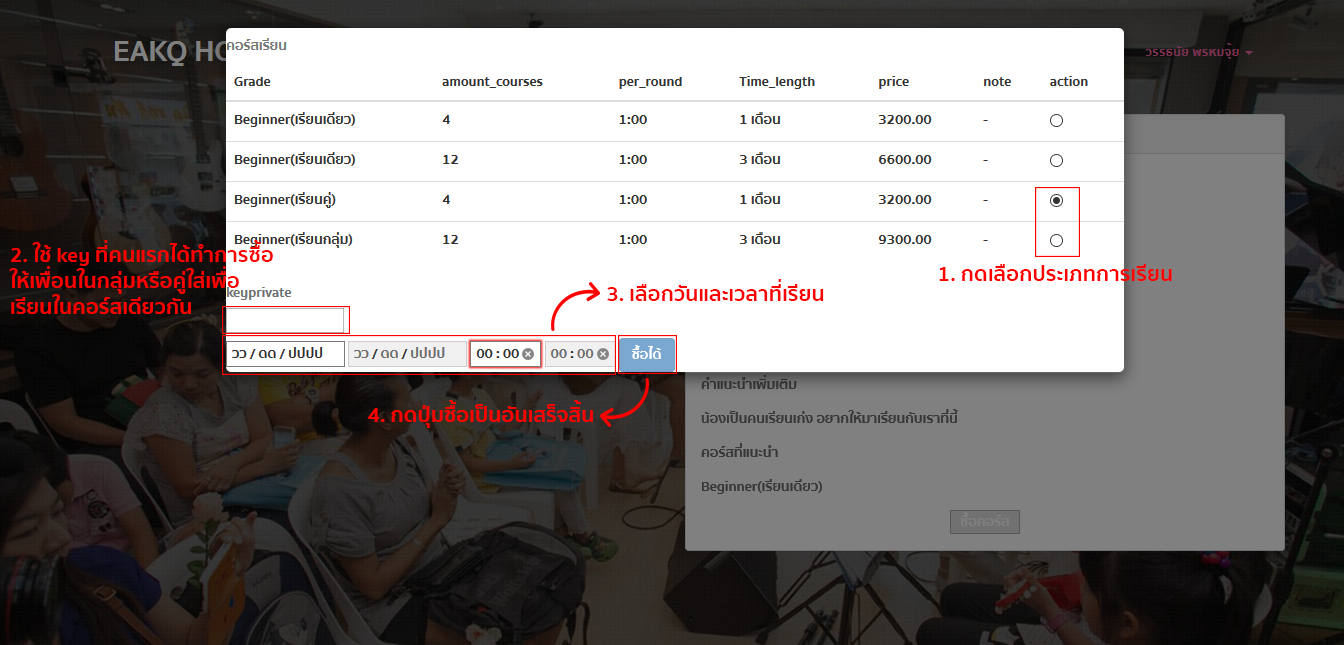 EAKQ HO
วรรธนัย พรหมจุ้ย
คอร์สเรียน
Grade amount_courses per_round Time_length price note action
Beginner(เรียนเดี่ยว) 4 1:00 1 เดือน 3200.00 -
Beginner(เรียนเดี่ยว) 12 1:00 3 เดือน 6600.00 -
Beginner(เรียนคู่) 4 1:00 1 เดือน 3200.00 -
Beginner(เรียนกลุ่ม) 12 1:00 3 เดือน 9300.00 -
1. กดเลือกประเภทการเรียน
2. ใช้ key ที่คนแรกได้ทำการซื้อ
ให้เพื่อนในกลุ่มหรือคู่ใส่เพื่อ
เรียนในคอร์สเดียวกัน
keyprivate
3. เลือกวันและเวลาที่เรียน
วว / ดด / ปปปป วว / ดด / ปปปป 00 : 00 00 : 00 ซื้อได้
4. กดปุ่มซื้อเป็นอันเสร็จสิ้น
คำแนะนำเพิ่มเติม
น้องเป็นคนเรียนเก่ง อยากให้มาเรียนกับเราที่นี้
คอร์สที่แนะนำ
Beginner(เรียนเดี่ยว)
ซื้อคอร์ส